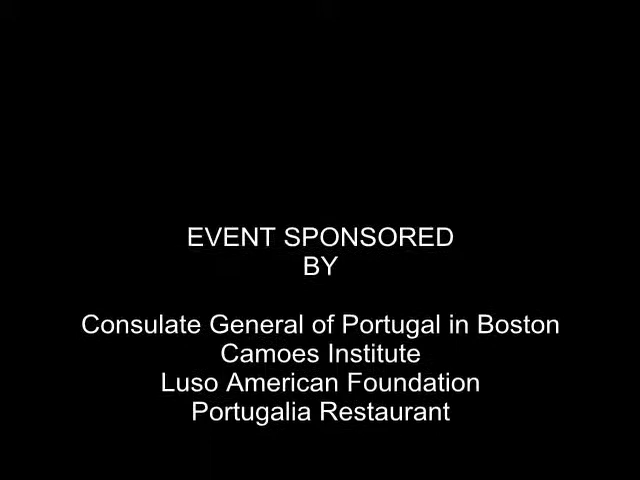 EVENT SPONSORED
BY
Consulate General of Portugal in Boston
Camoes Institute
Luso American Foundation
Portugalia Restaurant